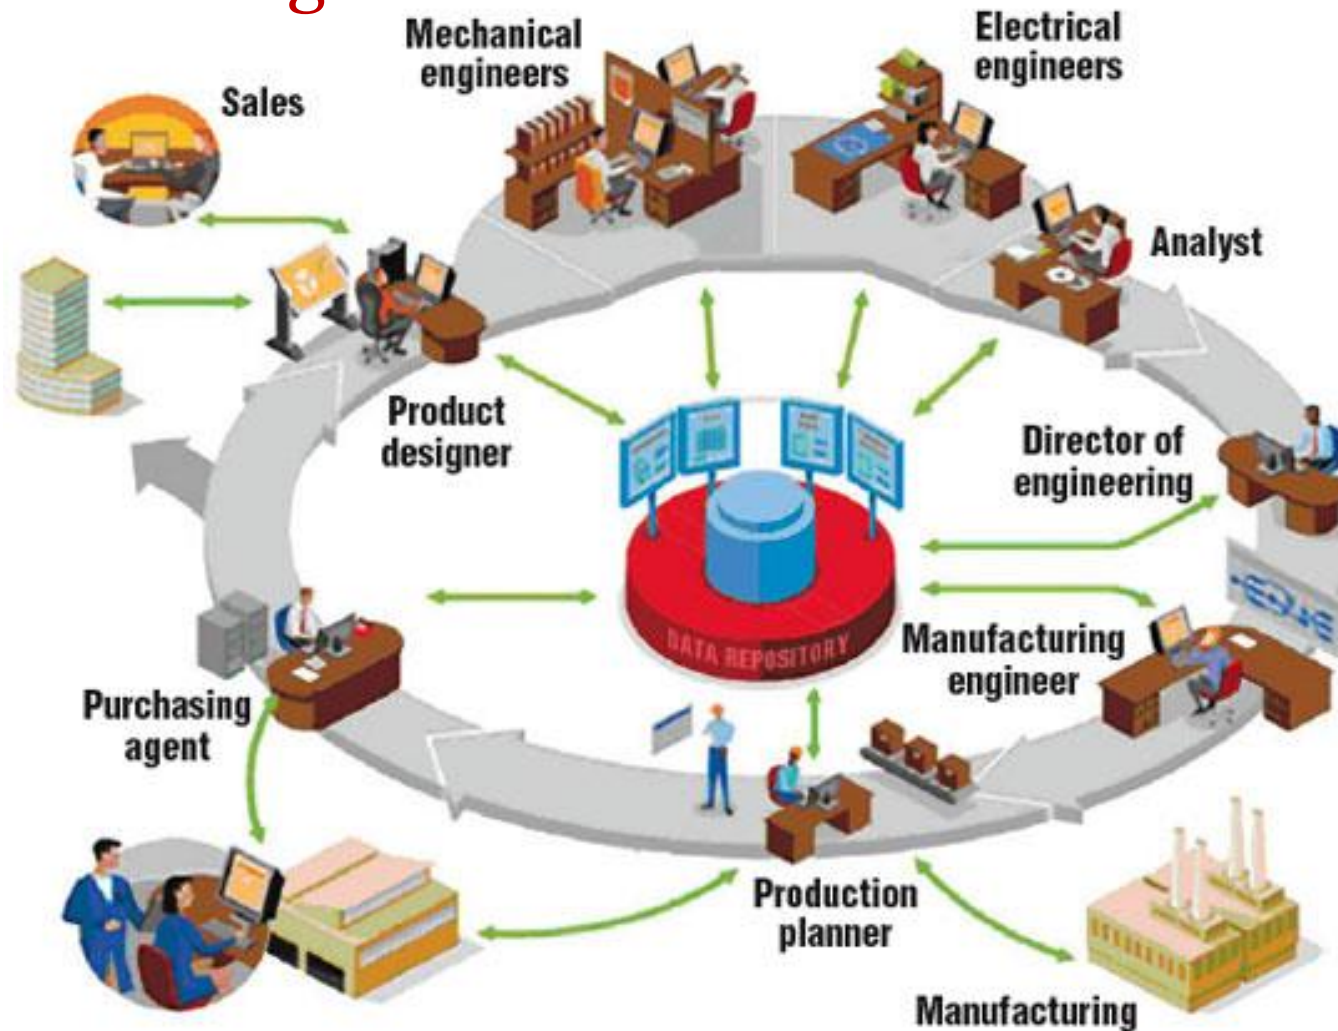 Mechanical
engineers
Electrical
engineers
Sales
Analyst
Product
designer
Director of
engineering
DATA REPOSITORY
Manufacturing
engineer
Purchasing
agent
Production
planner
Manufacturing